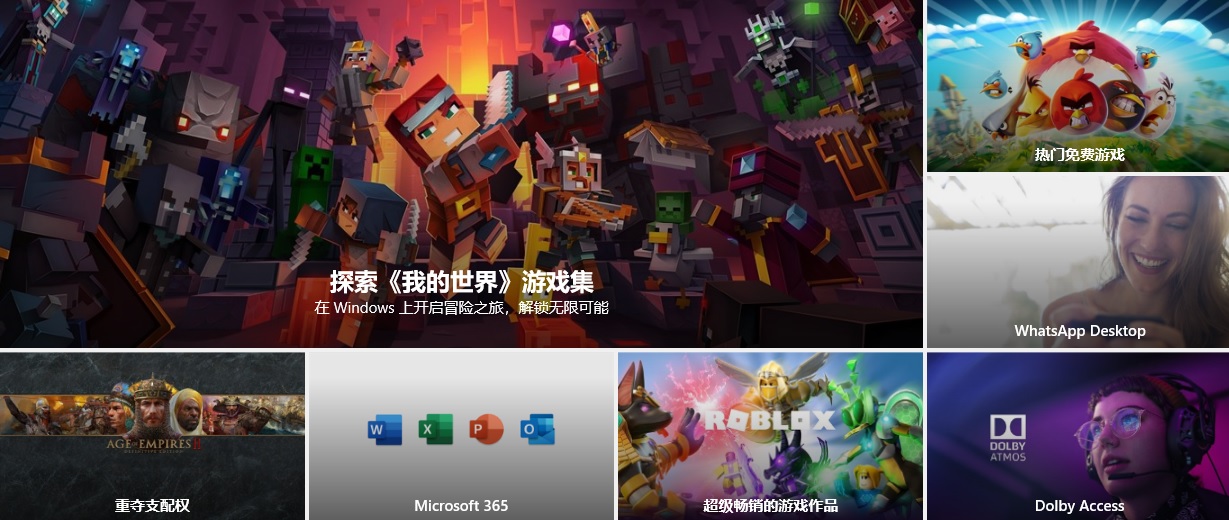 热门免费游戏
探索《我的世界》游戏集
在 Windows 上开启冒险之旅，解锁无限可能
WhatsApp Desktop
AGE OF EMPIRES II
DEFINITIVE EDITION
重夺支配权
W X P O
Microsoft 365
ROBLOX
超级畅销的游戏作品
DOLBY
ATMOS
Dolby Access